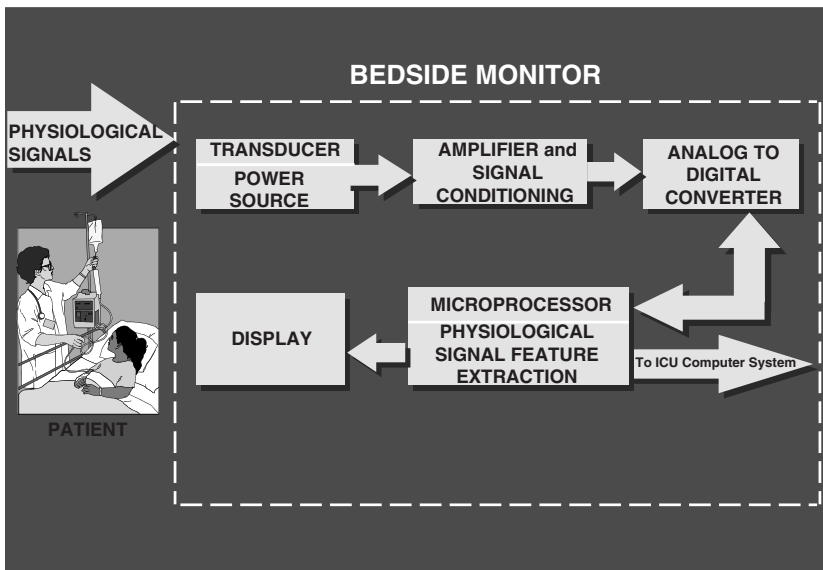 BEDSIDE MONITOR
PHYSIOLOGICAL
SIGNALS
TRANSDUCER
POWER
SOURCE
AMPLIFIER and
SIGNAL
CONDITIONING
ANALOG TO
DIGITAL
CONVERTER
DISPLAY
MICROPROCESSOR
PHYSIOLOGICAL
SIGNAL FEATURE
EXTRACTION
To ICU Computer System
PATIENT